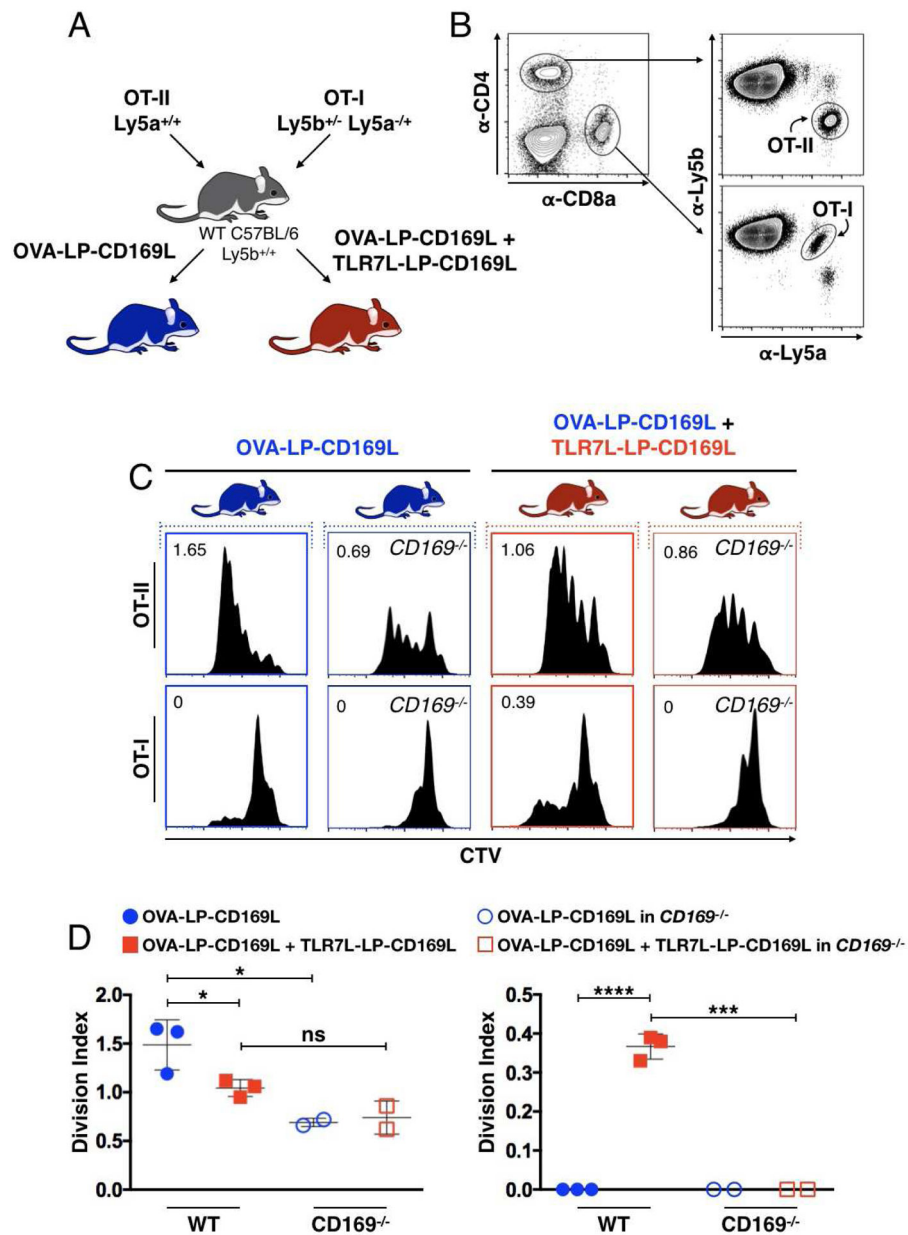 A
OT-II
Ly5a+/+
OT-I
Ly5b+/- Ly5a-/+
WT C57BL/6
Ly5b+/+
OVA-LP-CD169L
OVA-LP-CD169L +
TLR7L-LP-CD169L
B
α-CD4
α-CD8a
α-Ly5b
OT-II
OT-I
α-Ly5a
C
OVA-LP-CD169L
OVA-LP-CD169L +
TLR7L-LP-CD169L
OT-II
1.65
0.69 CD169-/-
1.06
0.86 CD169-/-
OT-I
0
0 CD169-/-
0.39
0 CD169-/-
CTV
D
OVA-LP-CD169L
OVA-LP-CD169L in CD169-/-
OVA-LP-CD169L + TLR7L-LP-CD169L
OVA-LP-CD169L + TLR7L-LP-CD169L in CD169-/-
Division Index
2.0
1.5
1.0
0.5
0.0
*
*
ns
WT
CD169-/-
Division Index
0.5
0.4
0.3
0.2
0.1
0.0
****
***
WT
CD169-/-